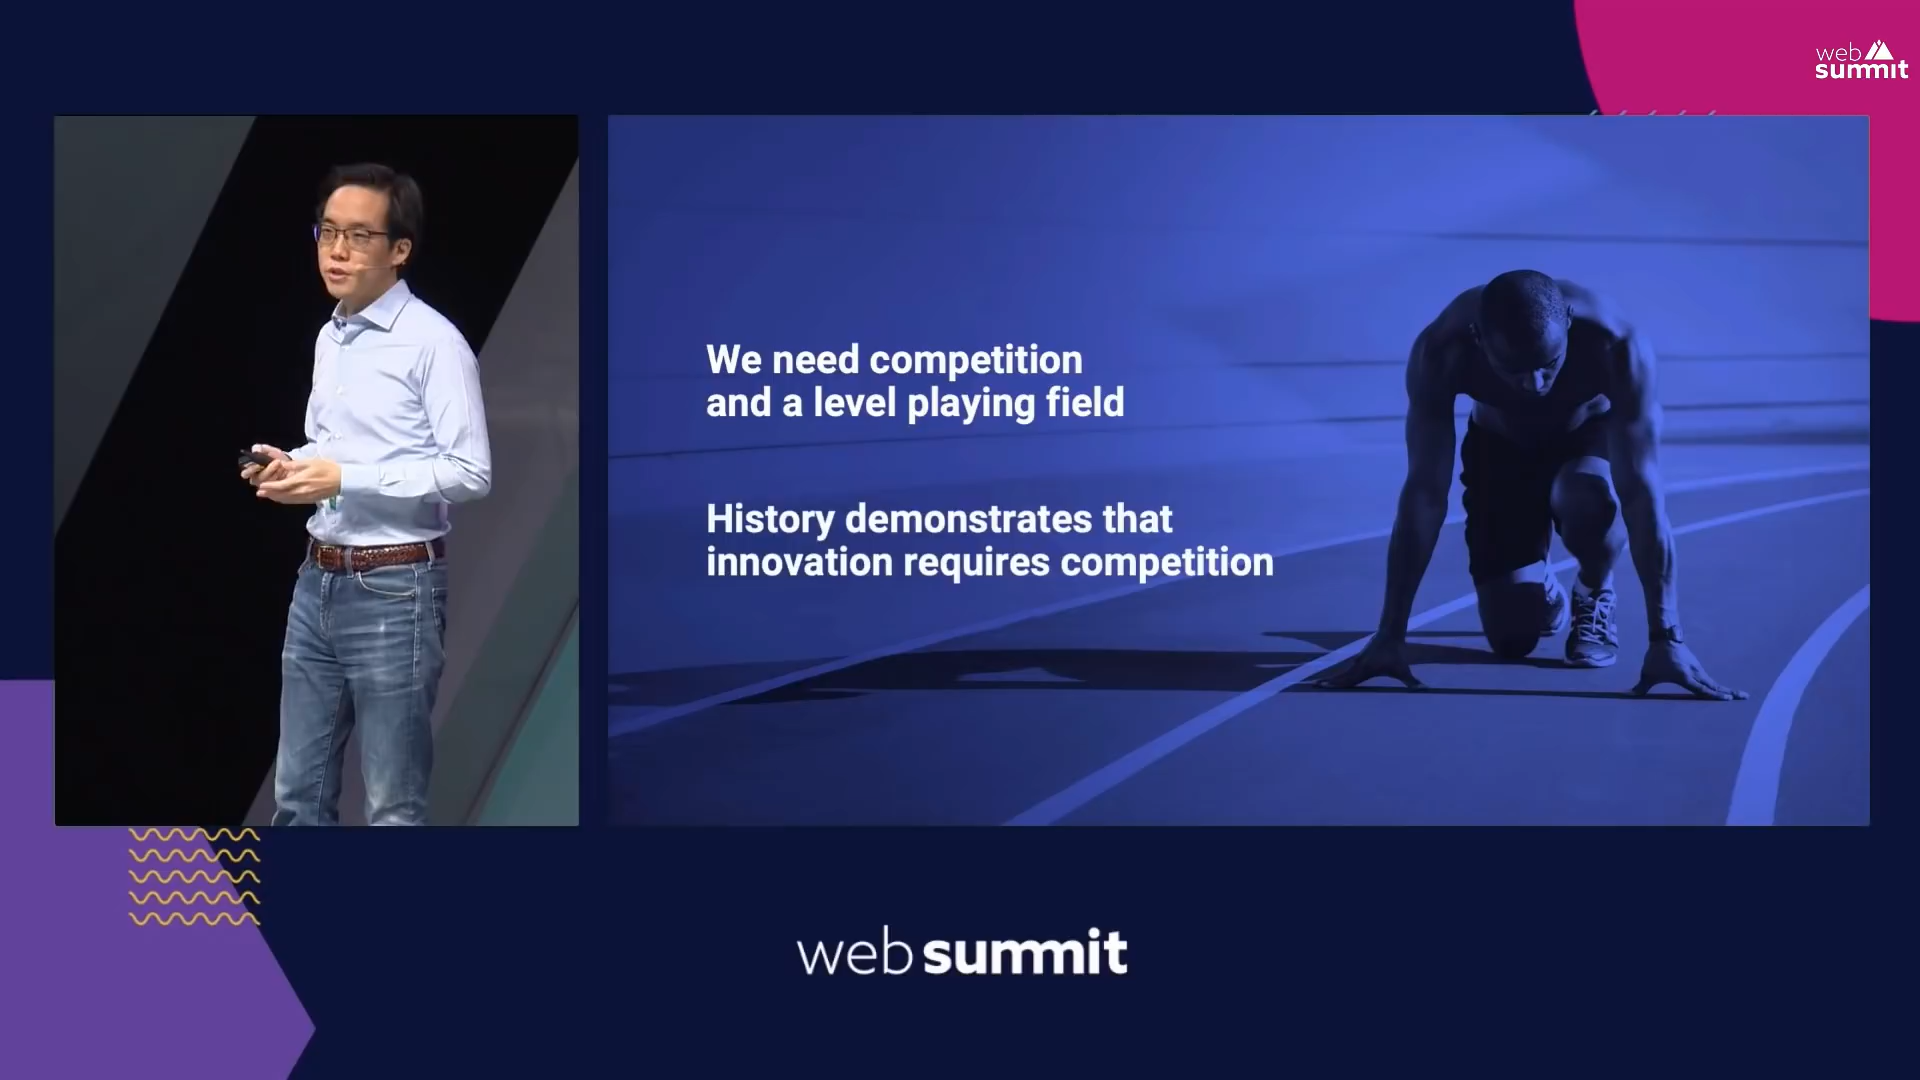 web
summit
We need competition
and a level playing field
History demonstrates that
innovation requires competition
web summit